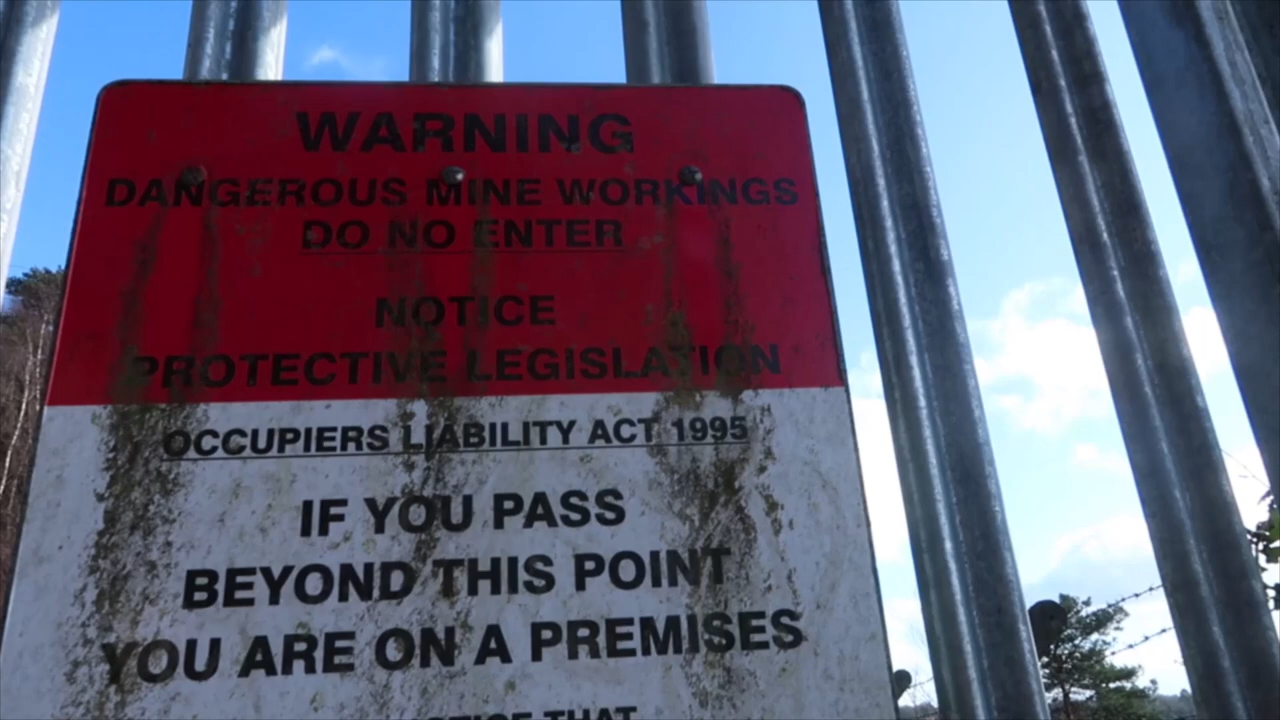 WARNING
DANGEROUS MINE WORKINGS
DO NO ENTER
NOTICE
PROTECTIVE LEGISLATION
OCCUPIERS LIABILITY ACT 1995
IF YOU PASS
BEYOND THIS POINT
YOU ARE ON A PREMISES
THAT